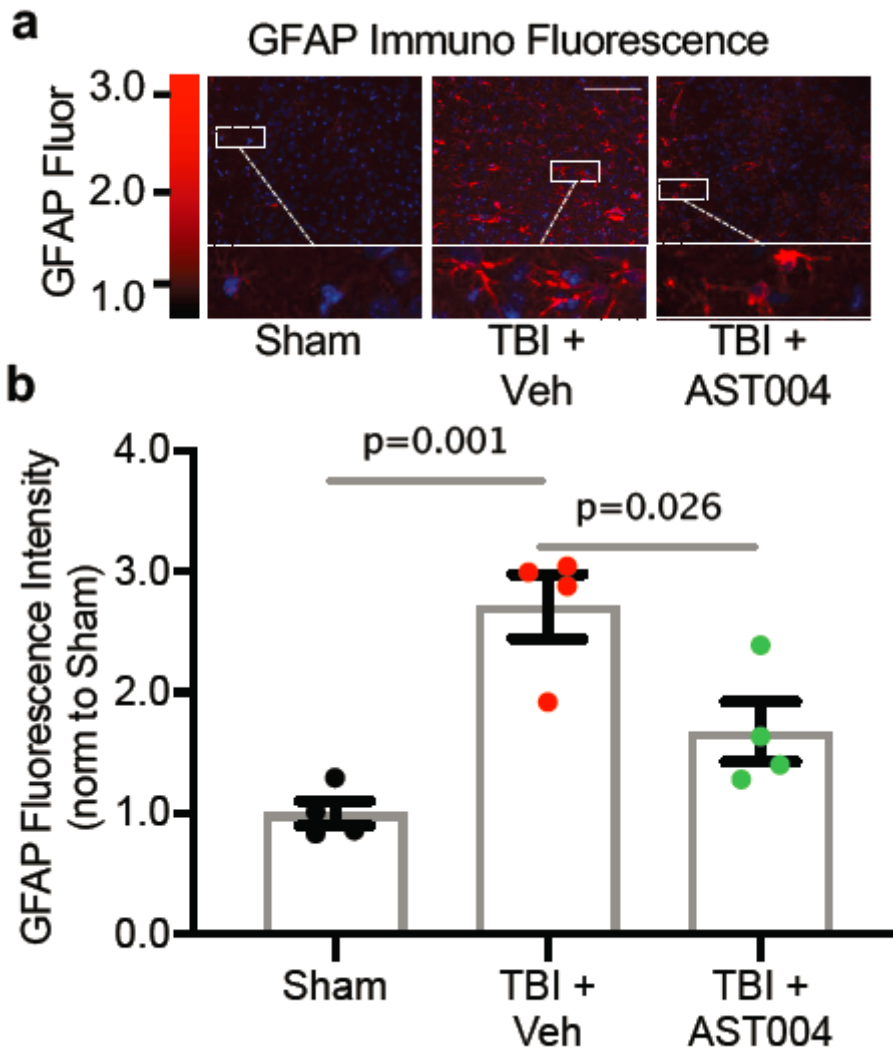 a
GFAP Immuno Fluorescence
GFAP Fluor
3.0
2.0
1.0
Sham
TBI +
Veh
TBI +
AST004
b
GFAP Fluorescence Intensity
(norm to Sham)
4.0
3.0
2.0
1.0
0.0
p=0.001
p=0.026
Sham
TBI +
Veh
TBI +
AST004